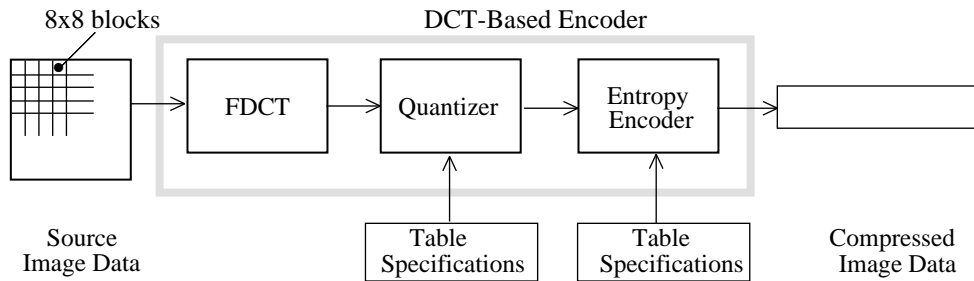 8x8 blocks
DCT-Based Encoder
FDCT
Quantizer
Entropy
Encoder
Source
Image Data
Table
Specifications
Table
Specifications
Compressed
Image Data